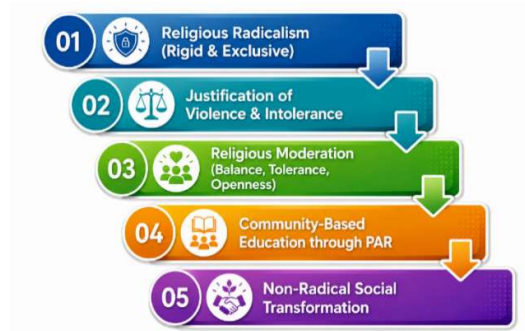 01
Religious Radicalism
(Rigid & Exclusive)
02
Justification of
Violence & Intolerance
03
Religious Moderation
(Balance, Tolerance,
Openness)
04
Community-Based
Education through PAR
05
Non-Radical Social
Transformation